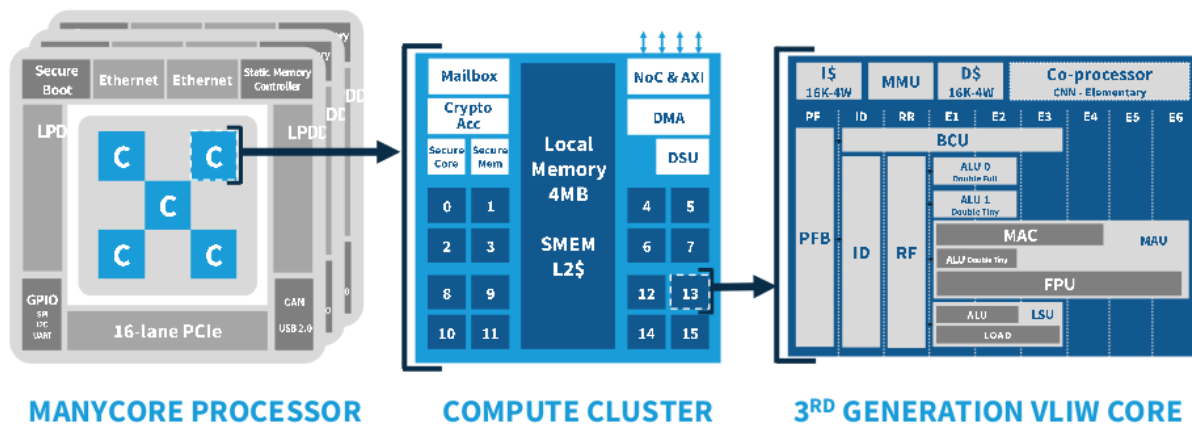 Secure
Boot
Ethernet
Ethernet
Static Memory
Controller
LPD
LPDD
DD
C
C
C
C
C
GPIO
SPI
I2C
UART
16-lane PCIe
CAN
USB 2.0
MANYCORE PROCESSOR
Mailbox
Crypto
Acc
Secure
Core
Secure
Mem
0
1
2
3
8
9
10
11
Local
Memory
4MB
SMEM
L2$
NoC & AXI
DMA
DSU
4
5
6
7
12
13
14
15
COMPUTE CLUSTER
I$
16K-4W
MMU
D$
16K-4W
Co-processor
CNN - Elementary
PF
ID
RR
E1
E2
E3
E4
E5
E6
BCU
PFB
ID
RF
ALU 0
Double Full
ALU 1
Double Tiny
MAC
MAU
ALU Double Tiny
FPU
ALU
LSU
LOAD
3RD GENERATION VLIW CORE